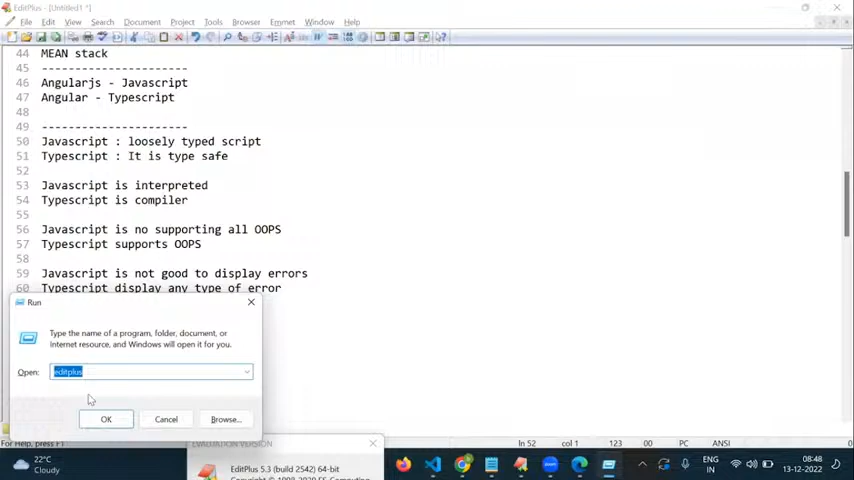 EditPlus - [Untitled1 *]
File Edit View Search Document Project Tools Browser Emmet Window Help
44 MEAN stack
45 ----------------------
46 Angularjs - Javascript
47 Angular - Typescript
48
49 ----------------------
50 Javascript : loosely typed script
51 Typescript : It is type safe
52
53 Javascript is interpreted
54 Typescript is compiler
55
56 Javascript is no supporting all OOPS
57 Typescript supports OOPS
58
59 Javascript is not good to display errors
60 Typescript display any type of error
Run
Type the name of a program, folder, document, or
Internet resource, and Windows will open it for you.
Open: editplus
OK Cancel Browse...
For Help, press F1
EVALUATION VERSION
ln 52 col 1 123 00 PC ANSI
EditPlus 5.3 (build 2542) 64-bit
22°C
Cloudy
ENG
IN
08:48
13-12-2022